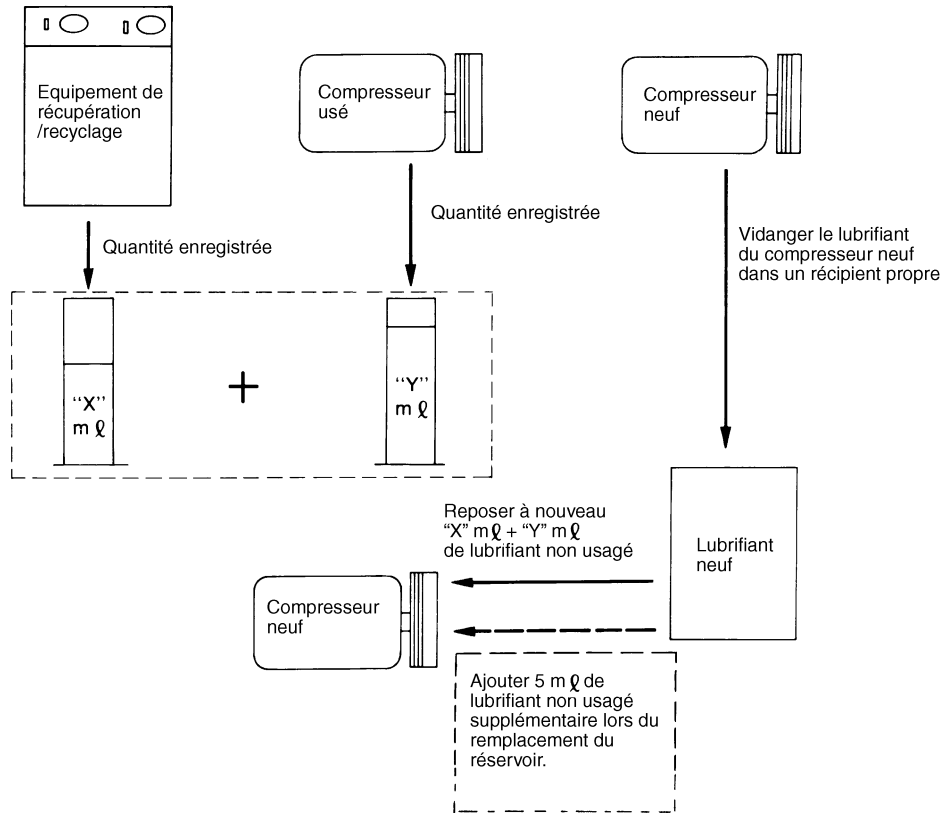 Equipement de
récupération
/recyclage
Compresseur
usé
Compresseur
neuf
Quantité enregistrée
Quantité enregistrée
Vidanger le lubrifiant
du compresseur neuf
dans un récipient propre
“X”
m ℓ
+
“Y”
m ℓ
Reposer à nouveau
“X” m ℓ + “Y” m ℓ
de lubrifiant non usagé
Lubrifiant
neuf
Compresseur
neuf
Ajouter 5 m ℓ de
lubrifiant non usagé
supplémentaire lors du
remplacement du
réservoir.